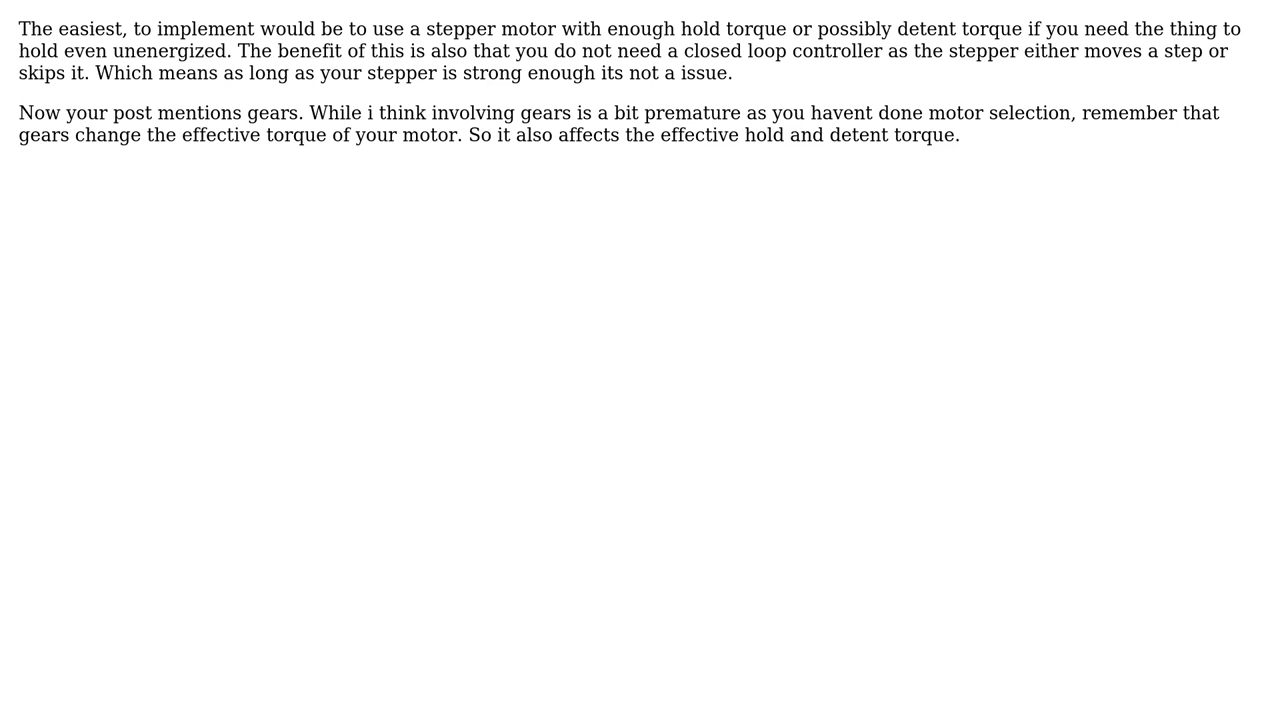 The easiest, to implement would be to use a stepper motor with enough hold torque or possibly detent torque if you need the thing to
hold even unenergized. The benefit of this is also that you do not need a closed loop controller as the stepper either moves a step or
skips it. Which means as long as your stepper is strong enough its not a issue.
Now your post mentions gears. While i think involving gears is a bit premature as you havent done motor selection, remember that
gears change the effective torque of your motor. So it also affects the effective hold and detent torque.